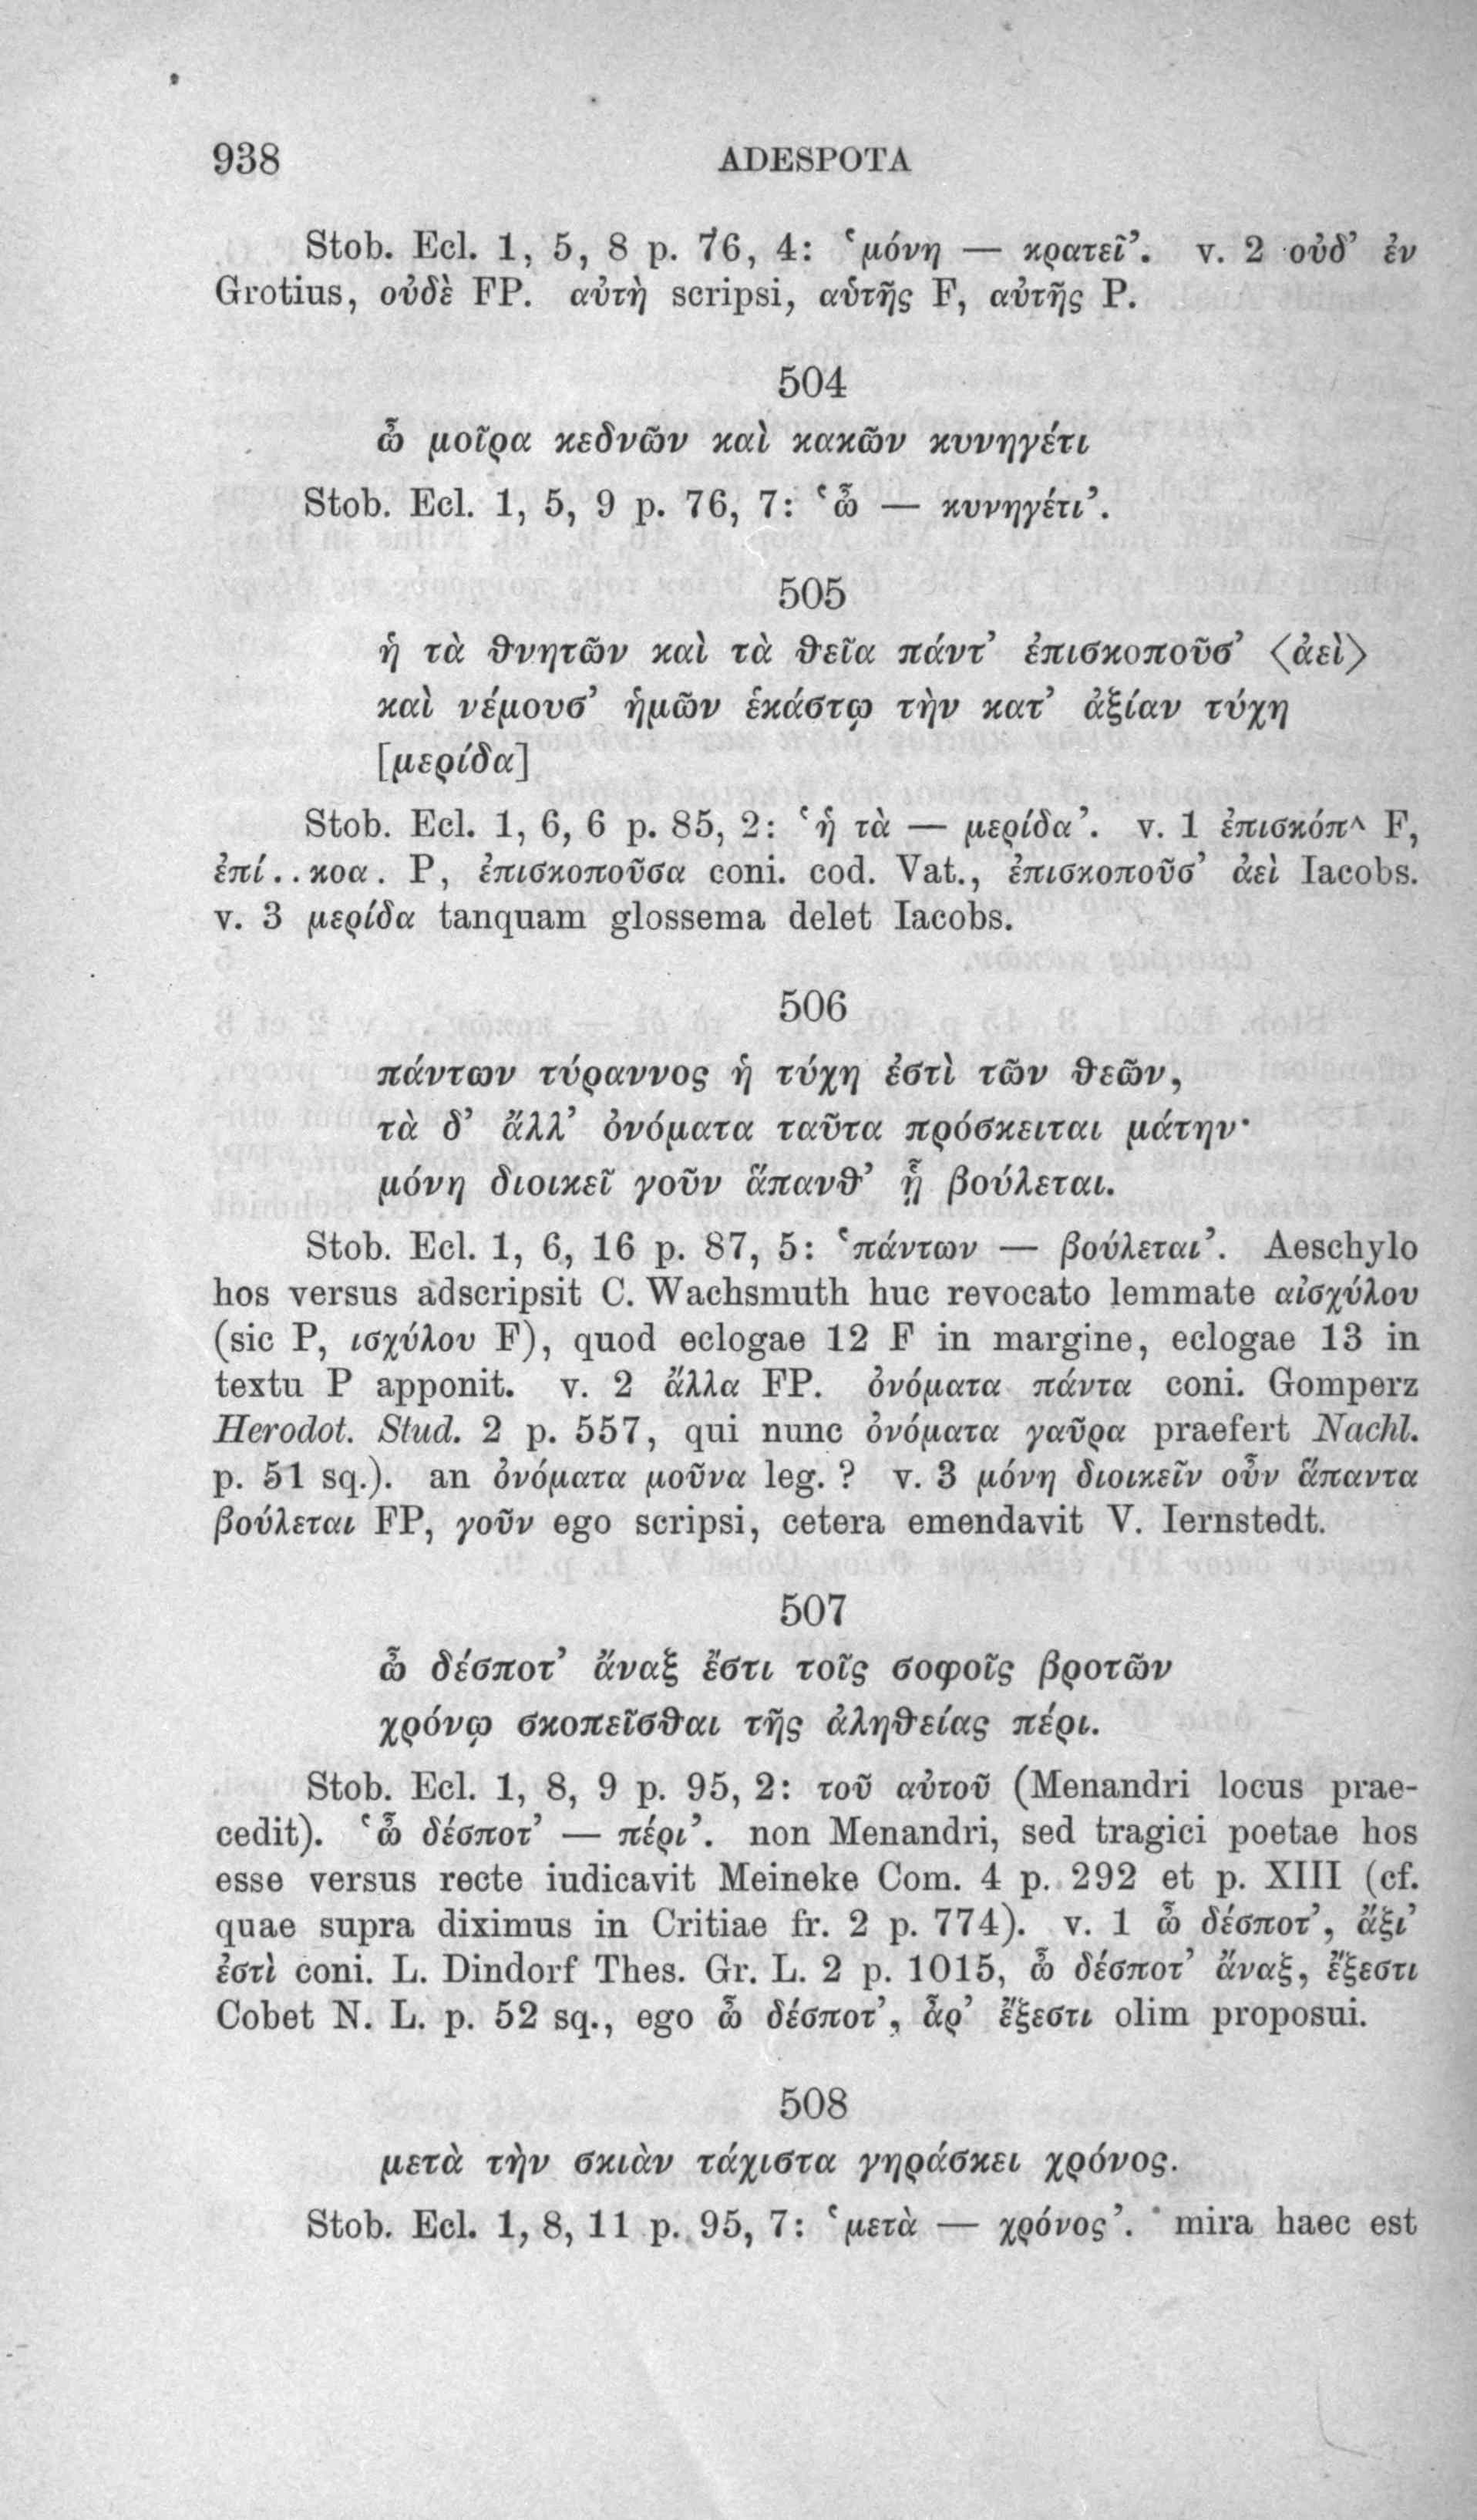 938 ADESPOTA
Stob. Ecl. 1, 5, 8 p. 76, 4: ‘μόνη — κρατεῖ’. v. 2 οὐδ’ ἐν
Grotius, οὐδὲ FP. αὐτὴ scripsi, αὑτῆς F, αὐτῆς P.
504
ὦ μοῖρα κεδνῶν καὶ κακῶν κυνηγέτι
Stob. Ecl. 1, 5, 9 p. 76, 7: ‘ὦ — κυνηγέτι’.
505
ἡ τὰ θνητῶν καὶ τὰ θεῖα πάντ’ ἐπισκοποῦσ’ ⟨ἀεὶ⟩
καὶ νέμουσ’ ἡμῶν ἑκάστῳ τὴν κατ’ ἀξίαν τύχη
[μερίδα]
Stob. Ecl. 1, 6, 6 p. 85, 2: ‘ἡ τὰ — μερίδα’. v. 1 ἐπισκόπ^ F,
ἐπί..κοα. P, ἐπισκοποῦσα coni. cod. Vat., ἐπισκοποῦσ’ ἀεὶ Iacobs.
v. 3 μερίδα tanquam glossema delet Iacobs.
506
πάντων τύραννος ἡ τύχη ἐστὶ τῶν θεῶν,
τὰ δ’ ἄλλ’ ὀνόματα ταῦτα πρόσκειται μάτην·
μόνη διοικεῖ γοῦν ἅπανθ’ ᾗ βούλεται.
Stob. Ecl. 1, 6, 16 p. 87, 5: ‘πάντων — βούλεται’. Aeschylo
hos versus adscripsit C. Wachsmuth huc revocato lemmate αἰσχύλου
(sic P, ισχύλου F), quod eclogae 12 F in margine, eclogae 13 in
textu P apponit. v. 2 ἄλλα FP. ὀνόματα πάντα coni. Gomperz
Herodot. Stud. 2 p. 557, qui nunc ὀνόματα γαῦρα praefert Nachl.
p. 51 sq.). an ὀνόματα μοῦνα leg.? v. 3 μόνη διοικεῖν οὖν ἅπαντα
βούλεται FP, γοῦν ego scripsi, cetera emendavit V. Iernstedt.
507
ὦ δέσποτ’ ἄναξ ἔστι τοῖς σοφοῖς βροτῶν
χρόνῳ σκοπεῖσθαι τῆς ἀληθείας πέρι.
Stob. Ecl. 1, 8, 9 p. 95, 2: τοῦ αὐτοῦ (Menandri locus prae-
cedit). ‘ὦ δέσποτ’ — πέρι’. non Menandri, sed tragici poetae hos
esse versus recte iudicavit Meineke Com. 4 p. 292 et p. XIII (cf.
quae supra diximus in Critiae fr. 2 p. 774). v. 1 ὦ δέσποτ’, ἄξι’
ἐστὶ coni. L. Dindorf Thes. Gr. L. 2 p. 1015, ὦ δέσποτ’ ἄναξ, ἔξεστι
Cobet N. L. p. 52 sq., ego ὦ δέσποτ’, ἆρ’ ἔξεστι olim proposui.
508
μετὰ τὴν σκιὰν τάχιστα γηράσκει χρόνος.
Stob. Ecl. 1, 8, 11 p. 95, 7: ‘μετὰ — χρόνος’. mira haec est